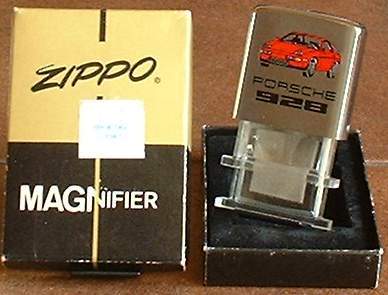 ZIPPO
MAGNIFIER
PORSCHE
928